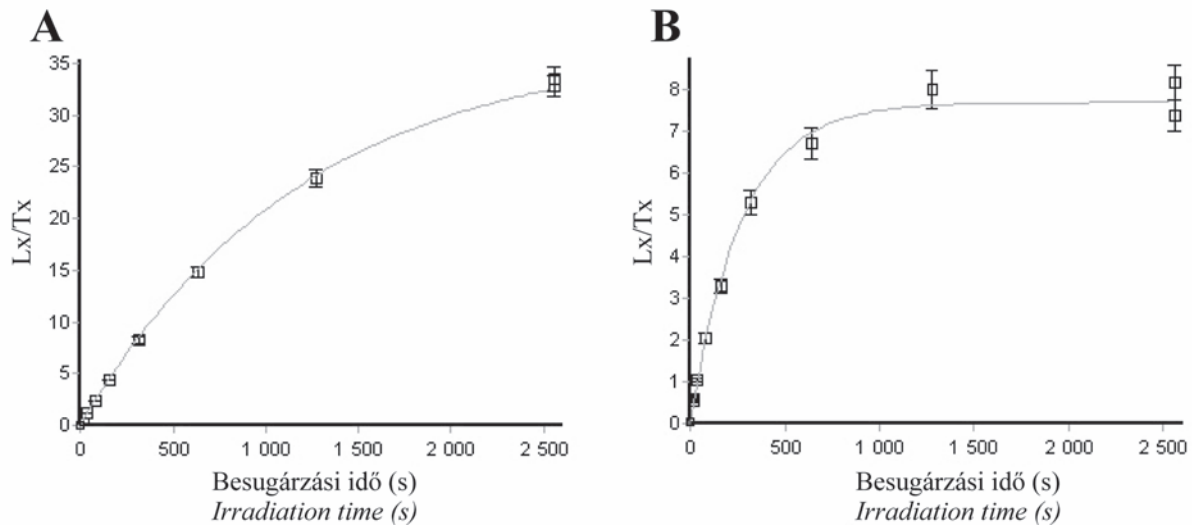 A
35
30
25
20
15
10
5
0
Lx/Tx
0 500 1 000 1 500 2 000 2 500
Besugárzási idő (s)
Irradiation time (s)
B
8
7
6
5
4
3
2
1
0
Lx/Tx
0 500 1 000 1 500 2 000 2 500
Besugárzási idő (s)
Irradiation time (s)